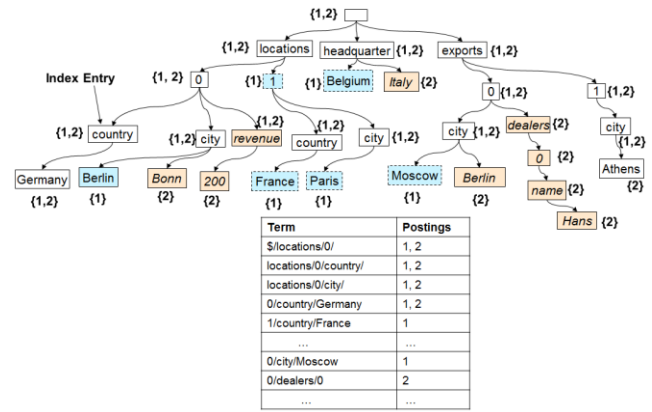 {1,2}
{1,2} locations {1,2} headquarter {1,2} exports {1,2}
Index Entry {1, 2} 0 {1} 1 {1} Belgium Italy {2} 0 {1,2} 1 {1,2}
{1,2} country {1,2} city {1,2} revenue {1,2} country {1,2} city {1,2} city {1,2} dealers {2} city {1,2}
Germany Berlin Bonn 200 France Paris Moscow Berlin 0 {2} Athens
{1,2} {1} {2} {2} {1} {1} {1} {2} name {2} {2}
Hans {2}
Term Postings
$/locations/0/ 1, 2
locations/0/country/ 1, 2
locations/0/city/ 1, 2
0/country/Germany 1, 2
1/country/France 1
... ...
0/city/Moscow 1
0/dealers/0 2
... ...